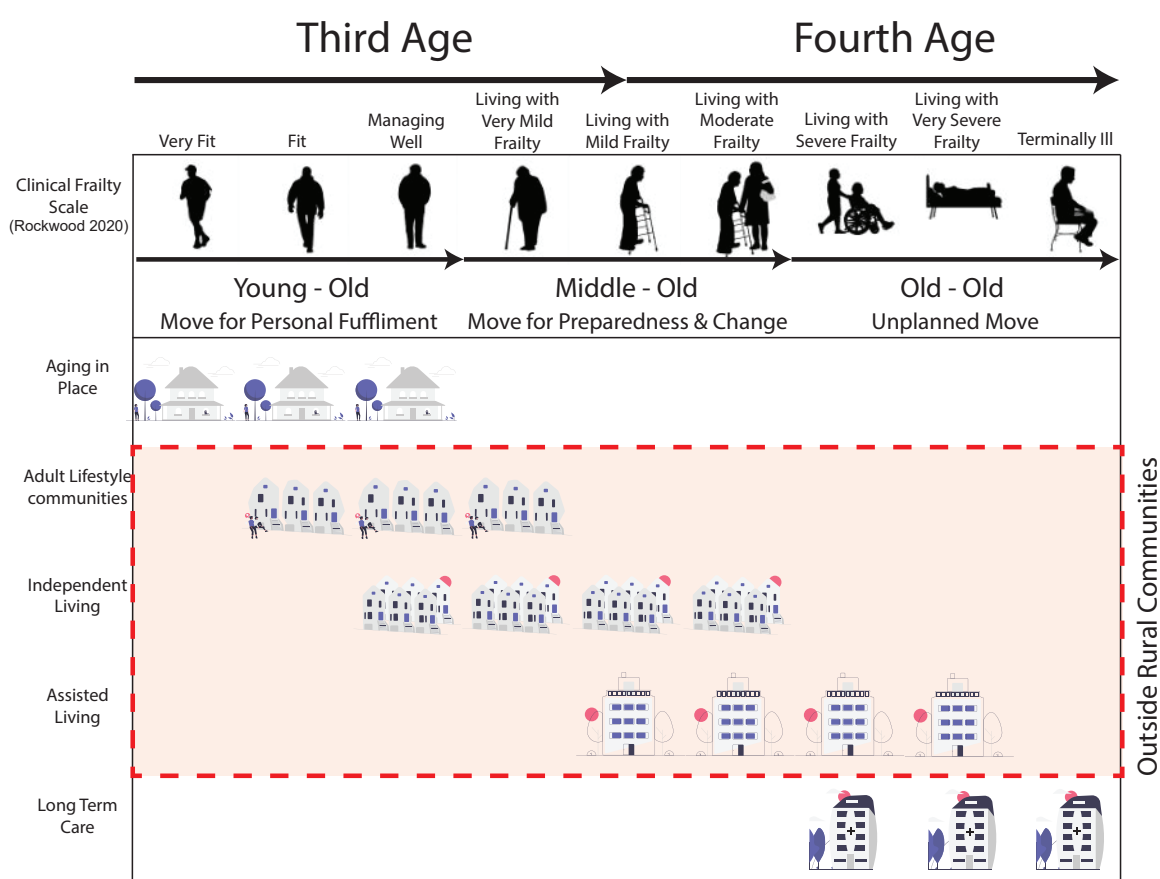 Third Age
Fourth Age
Very Fit
Fit
Managing
Well
Living with
Very Mild
Frailty
Living with
Mild Frailty
Living with
Moderate
Frailty
Living with
Severe Frailty
Living with
Very Severe
Frailty
Terminally Ill
Clinical Frailty
Scale
(Rockwood 2020)
Young - Old
Move for Personal Fuffliment
Middle - Old
Move for Preparedness & Change
Old - Old
Unplanned Move
Aging in
Place
Adult Lifestyle
communities
Independent
Living
Assisted
Living
Long Term
Care
Outside Rural Communities